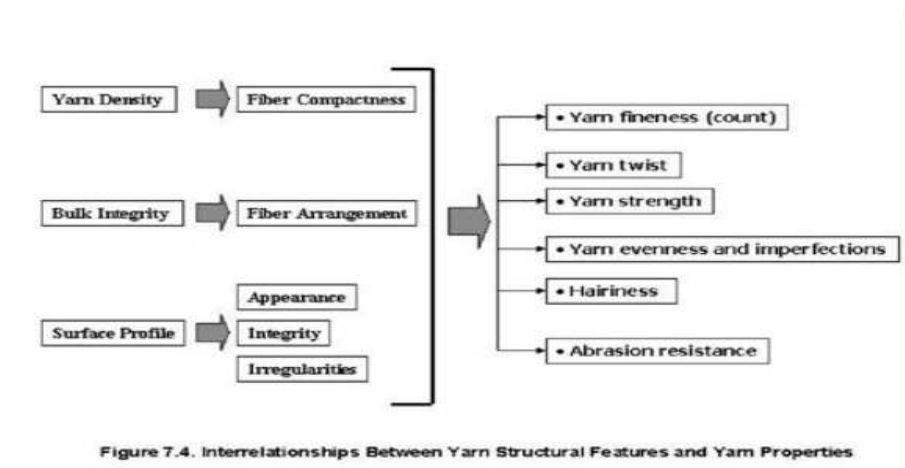 Yarn Density
Fiber Compactness
Bulk Integrity
Fiber Arrangement
Surface Profile
Appearance
Integrity
Irregularities
• Yarn fineness (count)
• Yarn twist
• Yarn strength
• Yarn evenness and imperfections
• Hairiness
• Abrasion resistance
Figure 7.4. Interrelationships Between Yarn Structural Features and Yarn Properties